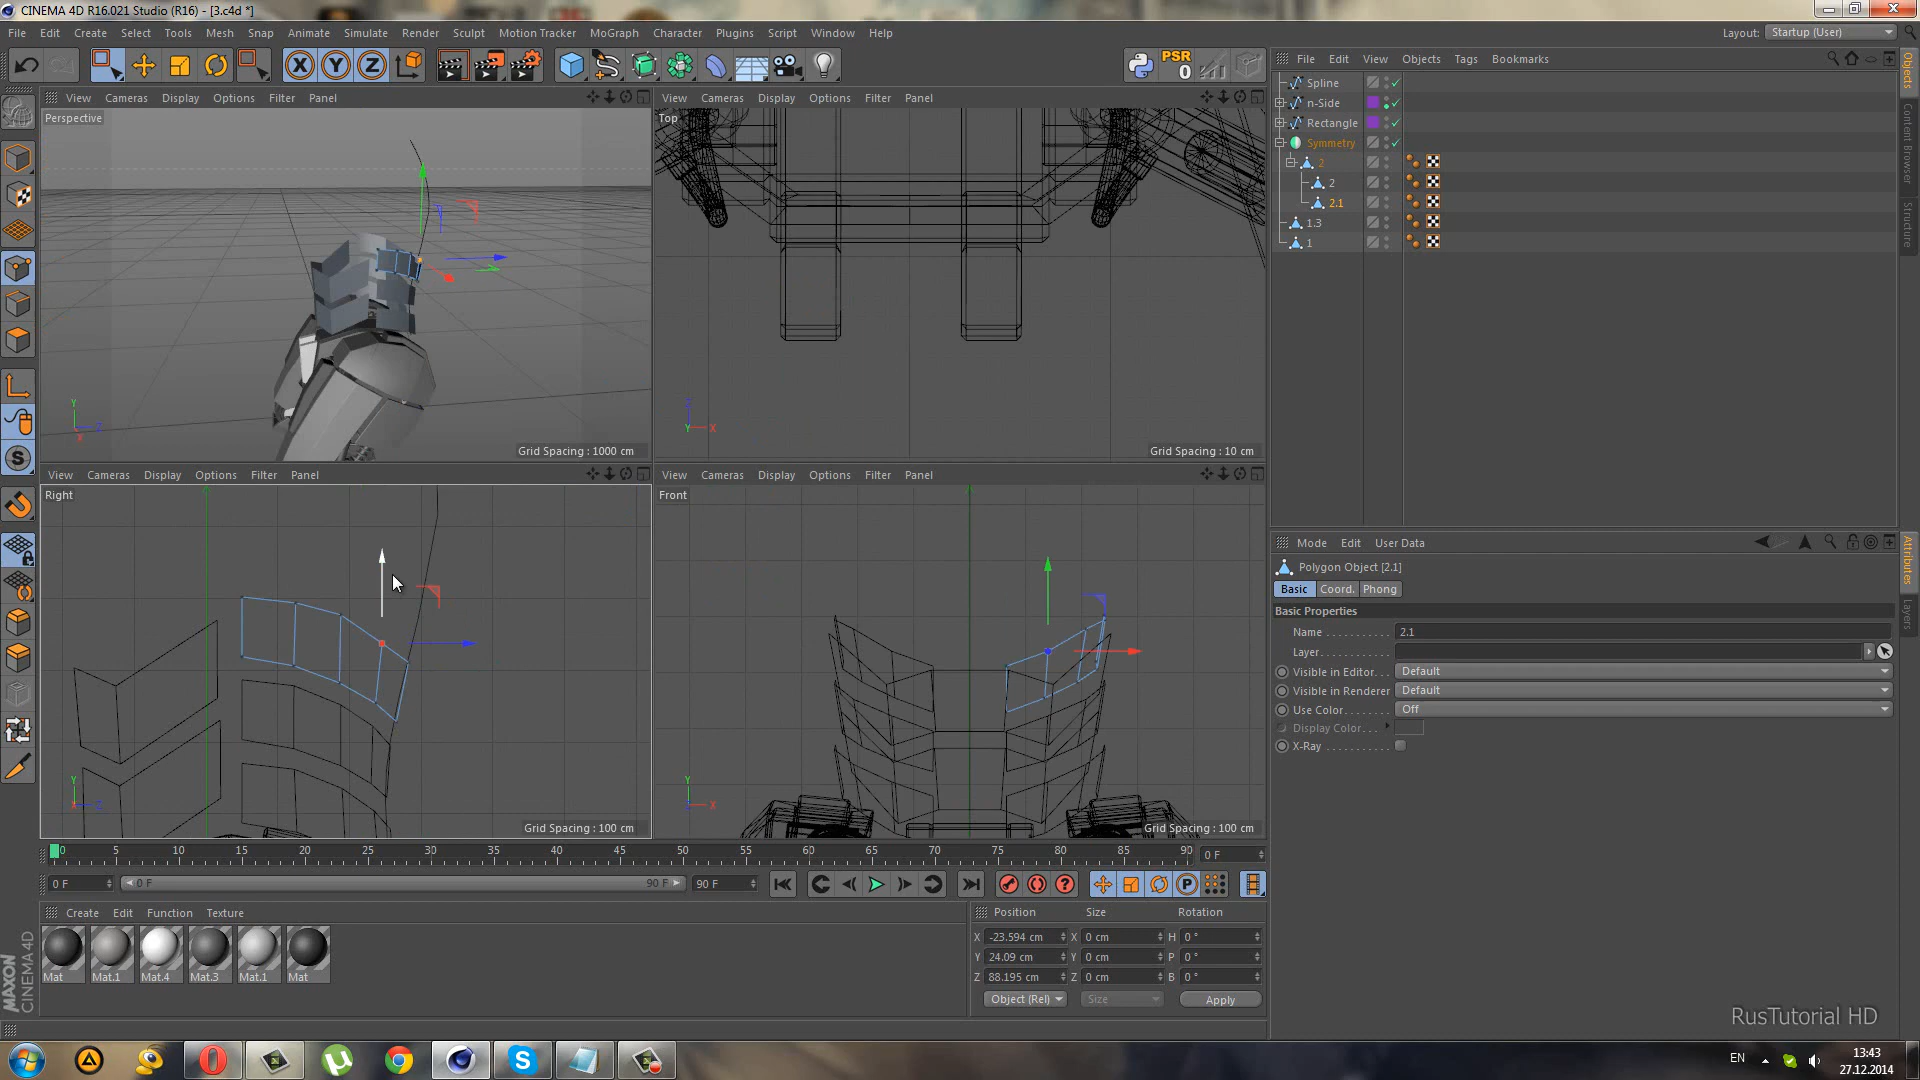 CINEMA 4D R16.021 Studio (R16) - [3.c4d *]
File Edit Create Select Tools Mesh Snap Animate Simulate Render Sculpt Motion Tracker MoGraph Character Plugins Script Window Help
Layout: Startup (User)
PSR
0
File Edit View Objects Tags Bookmarks
View Cameras Display Options Filter Panel
View Cameras Display Options Filter Panel
Perspective
Top
Spline
n-Side
Rectangle
Symmetry
2
2
2.1
1.3
1
Objects
Content Browser
Structure
Grid Spacing : 1000 cm
Grid Spacing : 10 cm
View Cameras Display Options Filter Panel
View Cameras Display Options Filter Panel
Right
Front
Grid Spacing : 100 cm
Grid Spacing : 100 cm
Mode Edit User Data
Polygon Object [2.1]
Basic Coord. Phong
Basic Properties
Name 2.1
Layer
Visible in Editor Default
Visible in Renderer Default
Use Color Off
Display Color
X-Ray
Attributes
Layers
0 5 10 15 20 25 30 35 40 45 50 55 60 65 70 75 80 85 90 0 F
0 F 0 F 90 F 90 F
Create Edit Function Texture
Mat Mat.1 Mat.4 Mat.3 Mat.1 Mat
Position Size Rotation
X -23.594 cm X 0 cm H 0 °
Y 24.09 cm Y 0 cm P 0 °
Z 88.195 cm Z 0 cm B 0 °
Object (Rel) Size Apply
MAXON
CINEMA 4D
RusTutorial HD
EN
13:43
27.12.2014